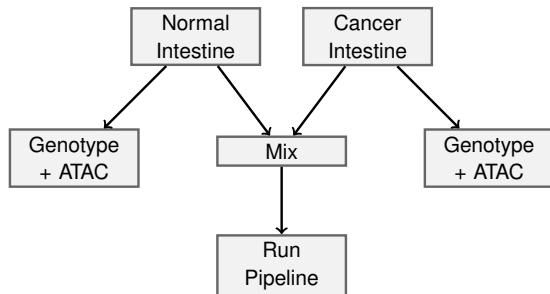 Normal
Intestine
Cancer
Intestine
Genotype
+ ATAC
Mix
Genotype
+ ATAC
Run
Pipeline